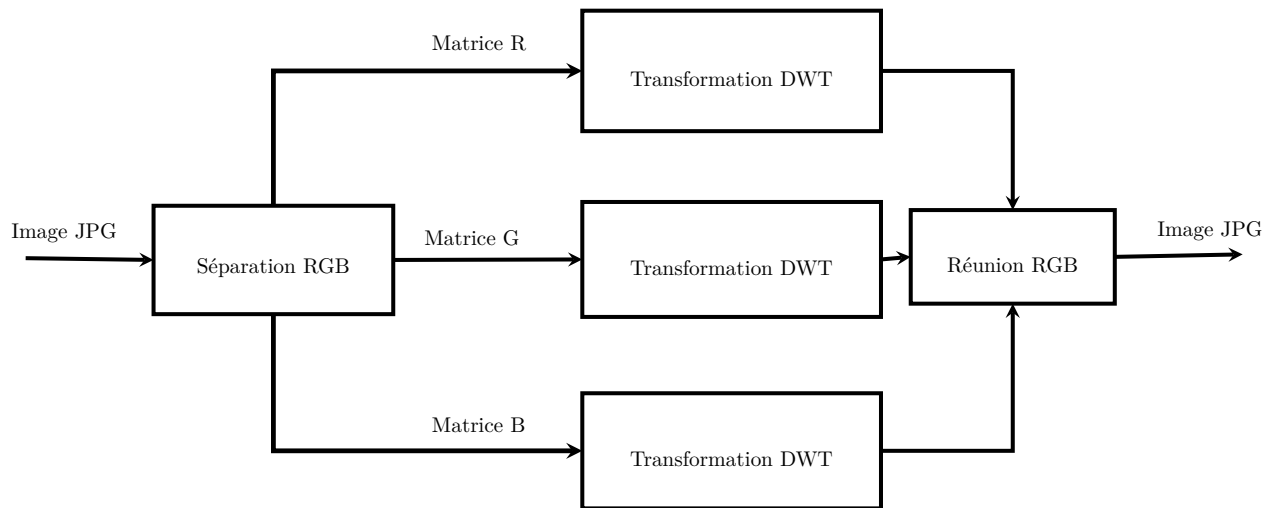 Matrice R
Transformation DWT
Image JPG
Séparation RGB
Matrice G
Transformation DWT
Réunion RGB
Image JPG
Matrice B
Transformation DWT